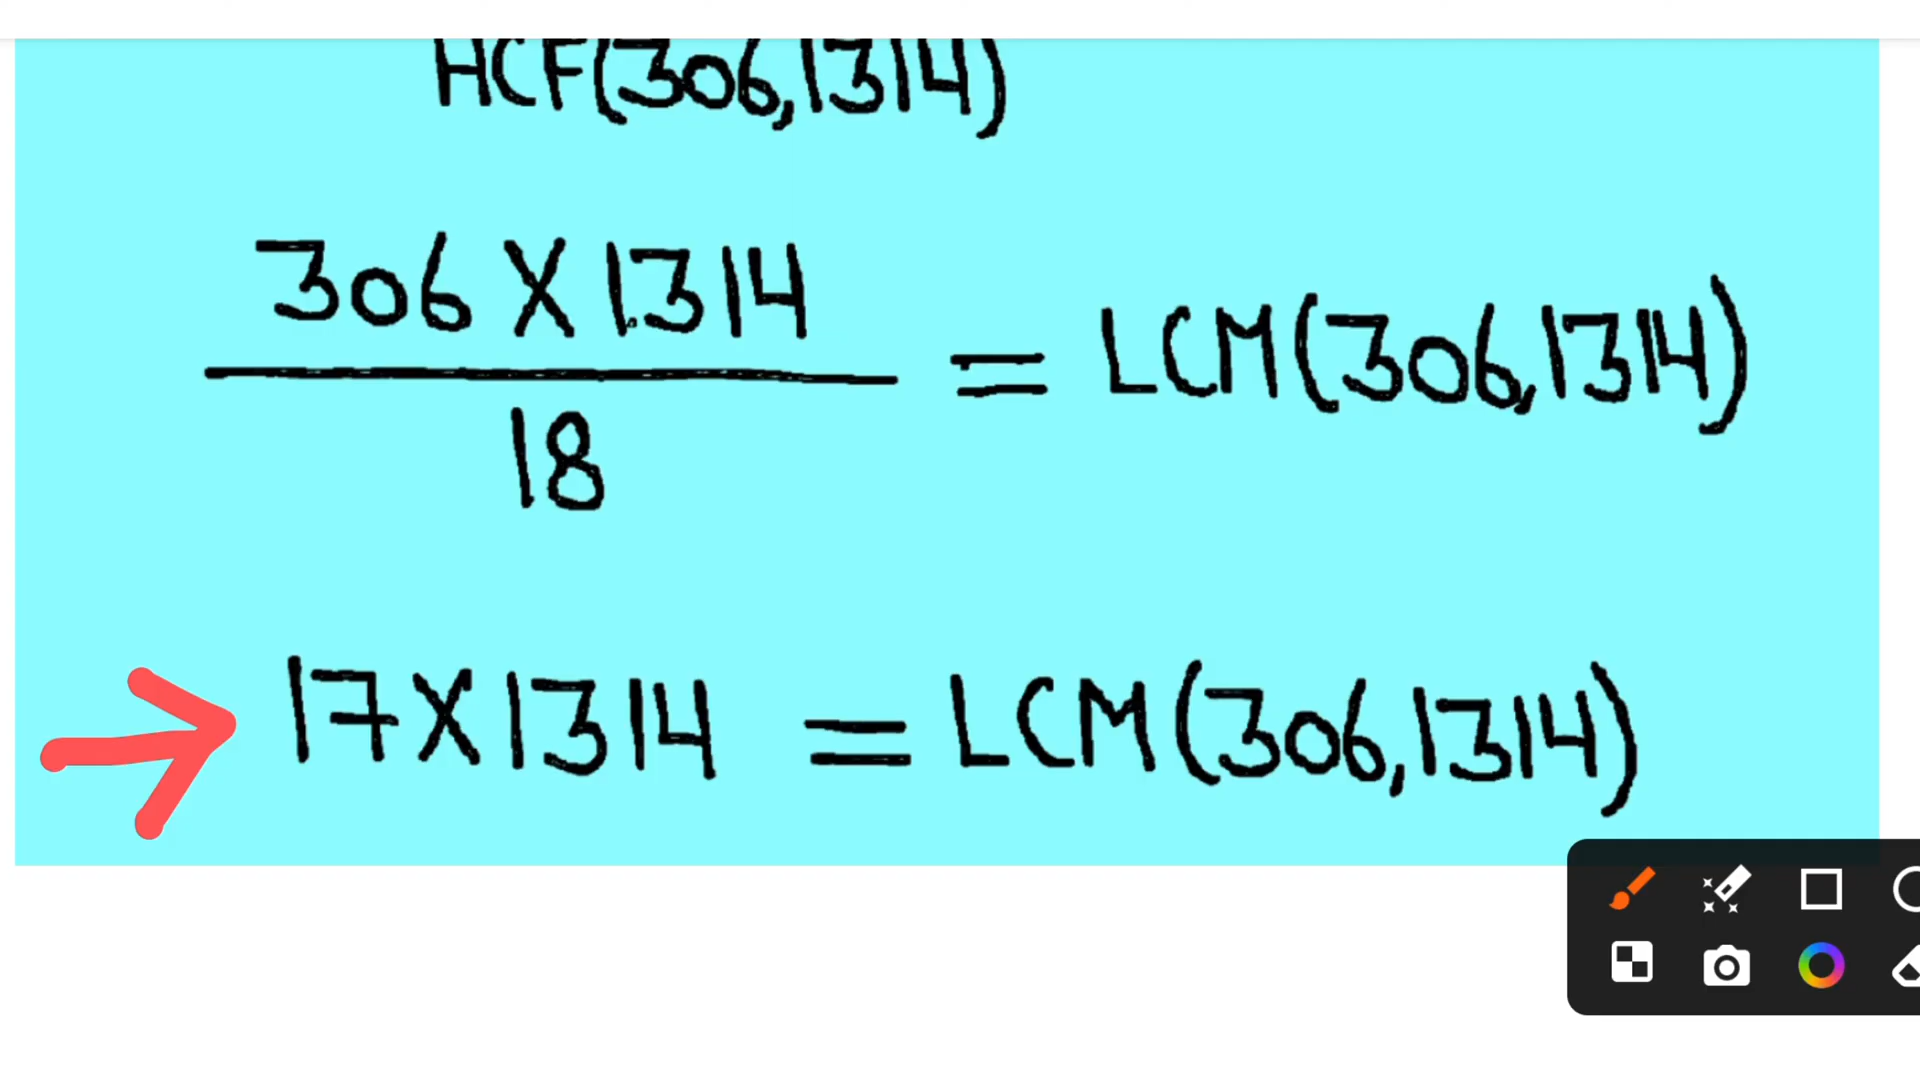 HCF(306,1314)
306 X 1314
18
= LCM(306,1314)
17 X 1314 = LCM(306,1314)